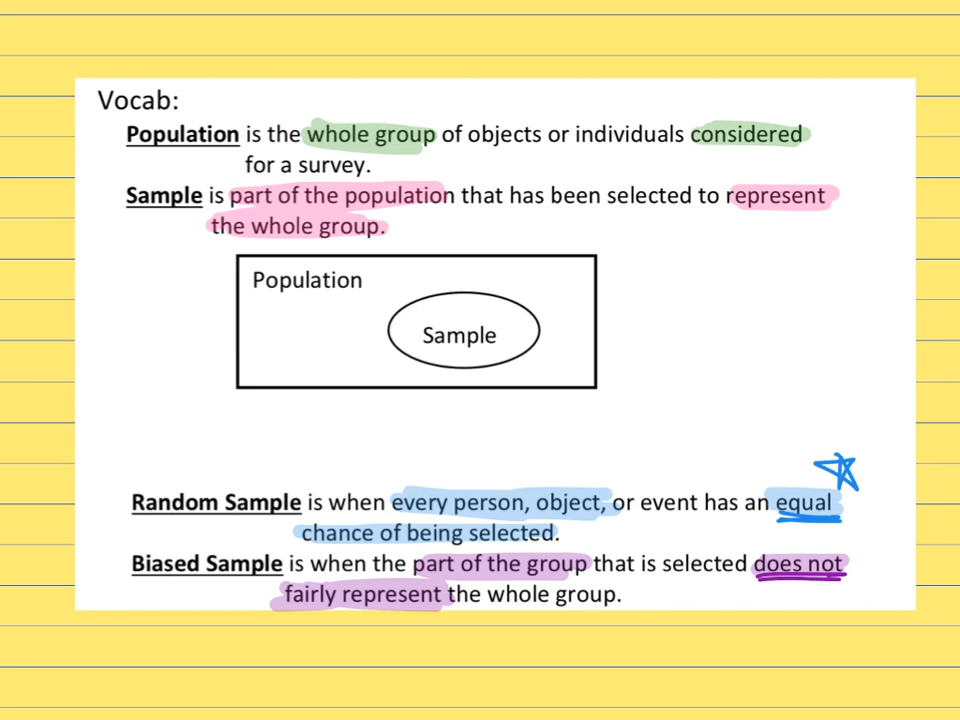 Vocab:
Population is the whole group of objects or individuals considered
for a survey.
Sample is part of the population that has been selected to represent
the whole group.
Population
Sample
Random Sample is when every person, object, or event has an equal
chance of being selected.
Biased Sample is when the part of the group that is selected does not
fairly represent the whole group.